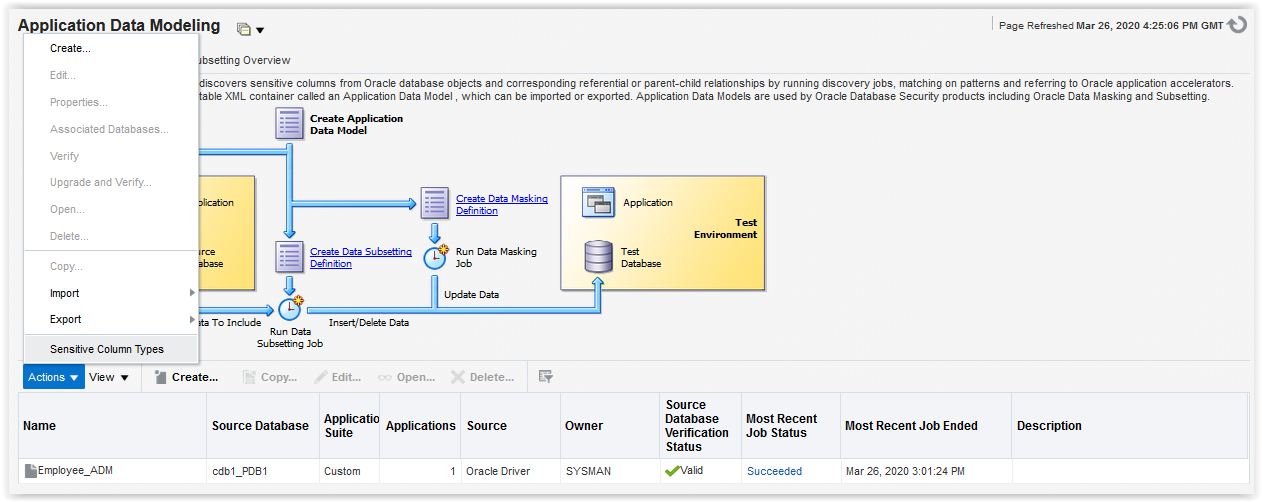 Application Data Modeling
Page Refreshed Mar 26, 2020 4:25:06 PM GMT
Create...
Edit...
Properties...
Associated Databases...
Verify
Upgrade and Verify...
Open...
Delete...
Copy...
Import
Export
Sensitive Column Types
Overview
discovers sensitive columns from Oracle database objects and corresponding referential or parent-child relationships by running discovery jobs, matching on patterns and referring to Oracle application accelerators.
XML container called an Application Data Model , which can be imported or exported. Application Data Models are used by Oracle Database Security products including Oracle Data Masking and Subsetting.
Create Application
Data Model
Create Data Masking
Definition
Application
Test
Environment
Create Data Subsetting
Definition
Run Data Masking
Job
Test
Database
Update Data
To Include
Run Data
Subsetting Job
Insert/Delete Data
Actions View Create... Copy... Edit... Open... Delete...
Name
Source Database
Suite
Applications
Source
Owner
Source
Database
Verification
Status
Most Recent
Job Status
Most Recent Job Ended
Description
Employee_ADM cdb1_PDB1 Custom 1 Oracle Driver SYSMAN Valid Succeeded Mar 26, 2020 3:01:24 PM